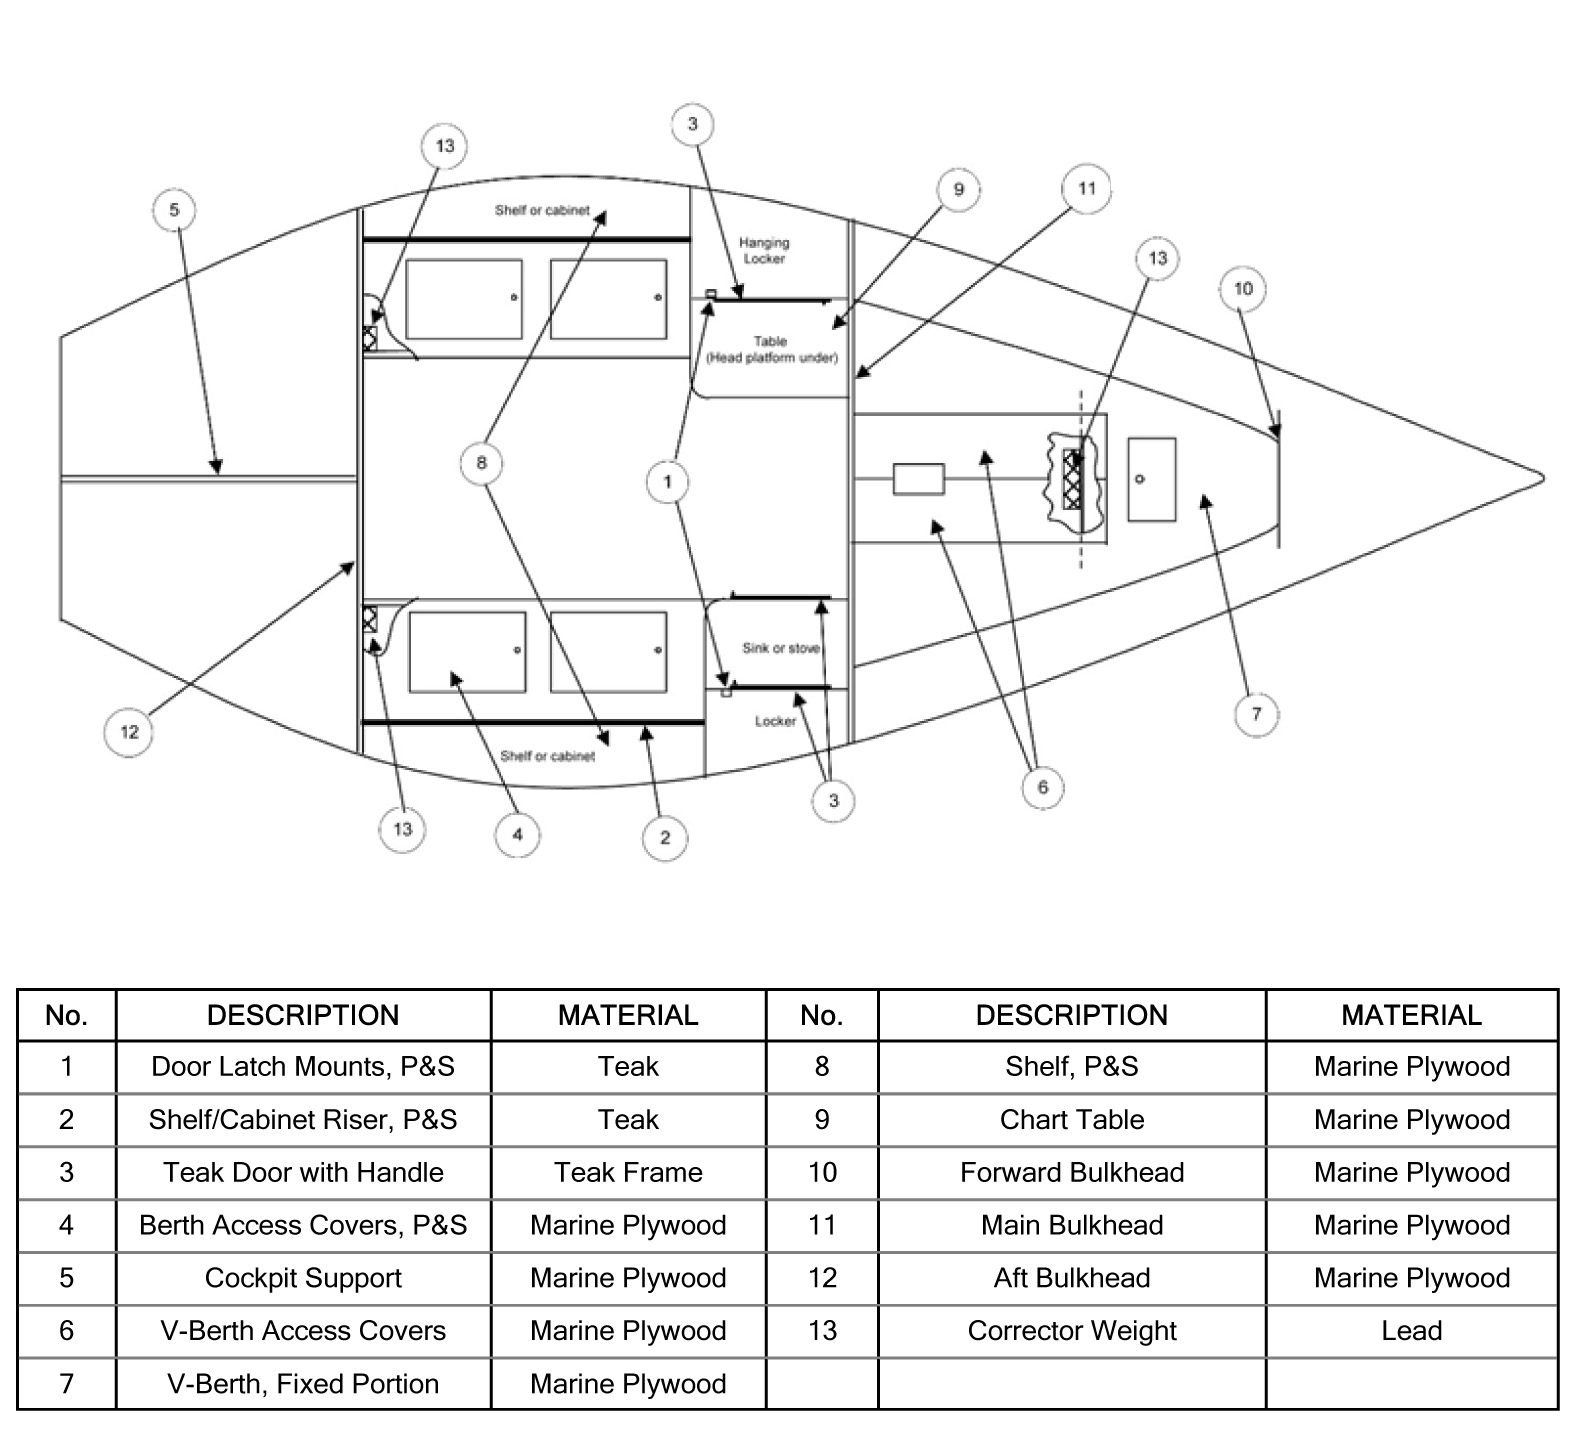 3
13
5
9
11
Shelf or cabinet
Hanging
Locker
13
10
Table
(Head platform under)
8
1
Sink or stove
7
12
Locker
Shelf or cabinet
6
3
13
4
2
No. DESCRIPTION MATERIAL No. DESCRIPTION MATERIAL
1 Door Latch Mounts, P&S Teak 8 Shelf, P&S Marine Plywood
2 Shelf/Cabinet Riser, P&S Teak 9 Chart Table Marine Plywood
3 Teak Door with Handle Teak Frame 10 Forward Bulkhead Marine Plywood
4 Berth Access Covers, P&S Marine Plywood 11 Main Bulkhead Marine Plywood
5 Cockpit Support Marine Plywood 12 Aft Bulkhead Marine Plywood
6 V-Berth Access Covers Marine Plywood 13 Corrector Weight Lead
7 V-Berth, Fixed Portion Marine Plywood